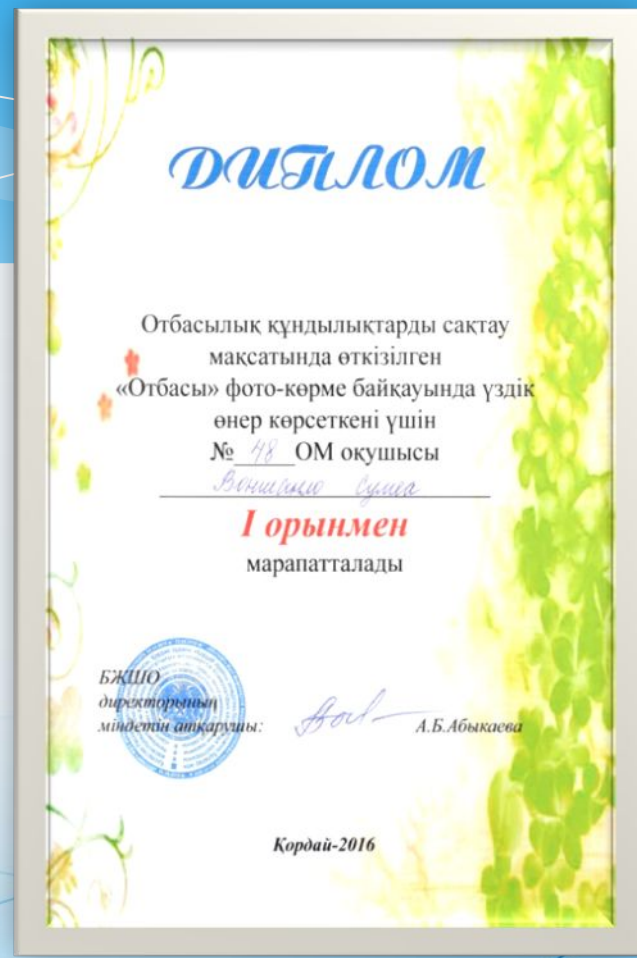 ДИПЛОМ
Отбасылық құндылықтарды сақтау
мақсатында өткізілген
«Отбасы» фото-көрме байқауында үздік
өнер көрсеткені үшін
№ 48 ОМ оқушысы
І орынмен
марапатталады
БЖШО
директорының
міндетін атқарушы: А.Б.Абыкаева
Қордай-2016